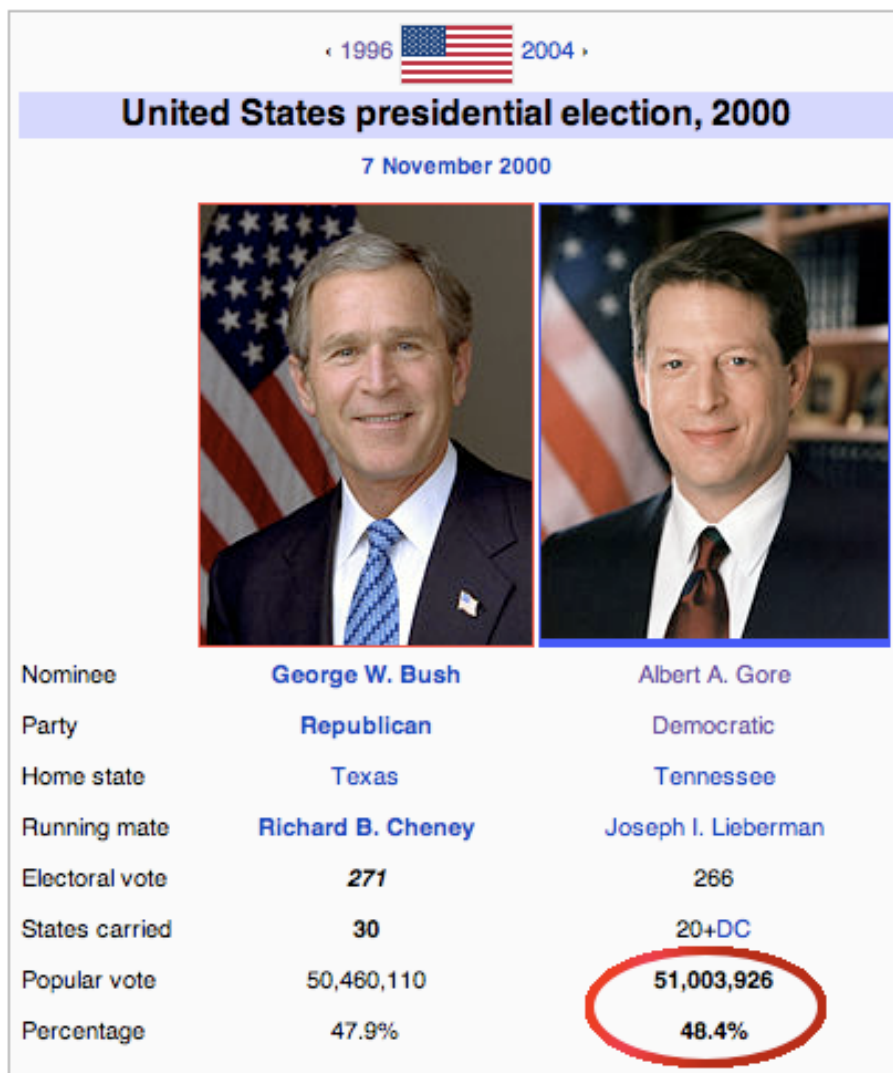 ‹ 1996 2004 ›
United States presidential election, 2000
7 November 2000
Nominee George W. Bush Albert A. Gore
Party Republican Democratic
Home state Texas Tennessee
Running mate Richard B. Cheney Joseph I. Lieberman
Electoral vote 271 266
States carried 30 20+DC
Popular vote 50,460,110 51,003,926
Percentage 47.9% 48.4%